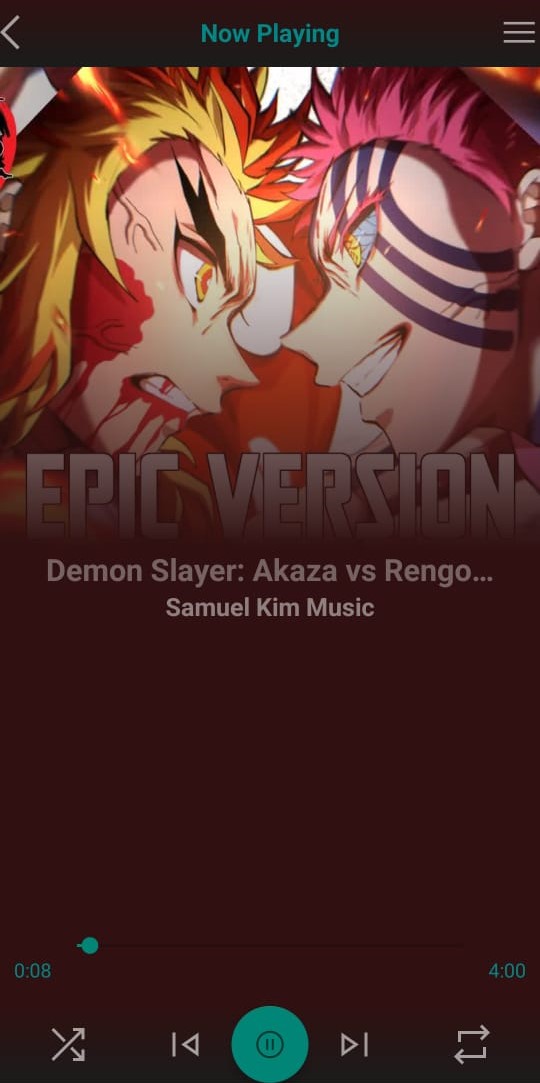 Now Playing
EPIC VERSION
Demon Slayer: Akaza vs Rengo...
Samuel Kim Music
0:08
4:00